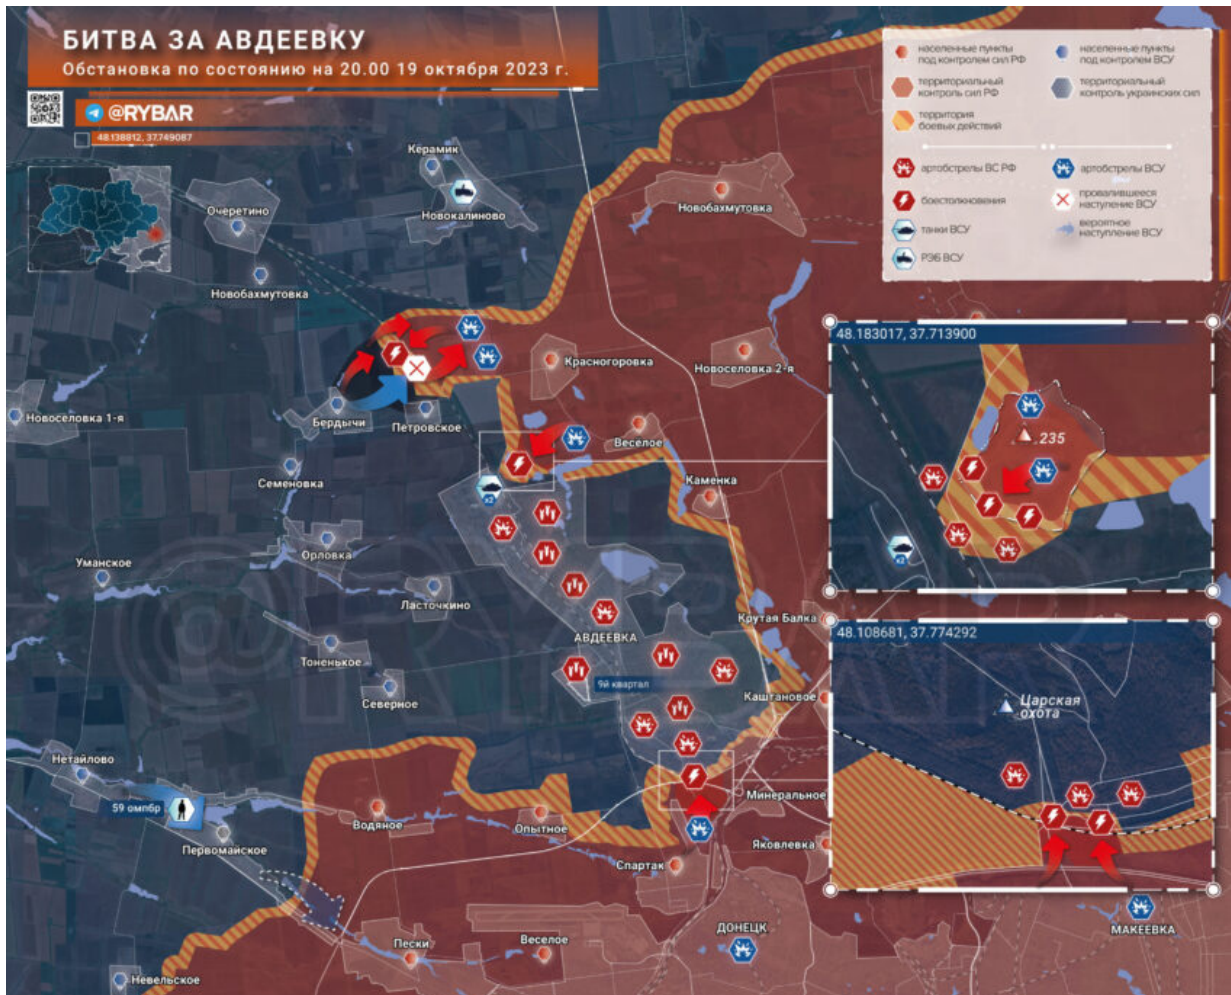 БИТВА ЗА АВДЕЕВКУ
Обстановка по состоянию на 20.00 19 октября 2023 г.
@RYBAR
48.138812, 37.749087
населенные пункты
под контролем сил РФ
населенные пункты
под контролем ВСУ
территориальный
контроль сил РФ
территориальный
контроль украинских сил
территория
боевых действий
артобстрелы ВС РФ
артобстрелы ВСУ
боестолкновения
провалившееся
наступление ВСУ
танки ВСУ
вероятное
наступление ВСУ
РЭБ ВСУ
Керамик
Новокалиново
Очеретино
Новобахмутовка
Новобахмутовка
Красногоровка
Новоселовка 2-я
Новоселовка 1-я
Бердычи
Петровское
Веселое
Семеновка
x2
Каменка
Орловка
Уманское
Ласточкино
АВДЕЕВКА
Крутая Балка
Тоненькое
9й квартал
Северное
Каштановое
Нетайлово
59 омпбр
Водяное
Опытное
Минеральное
Первомайское
Спартак
Яковлевка
Пески
Веселое
ДОНЕЦК
МАКЕЕВКА
Невельское
48.183017, 37.713900
235
x2
48.108681, 37.774292
Царская
охота